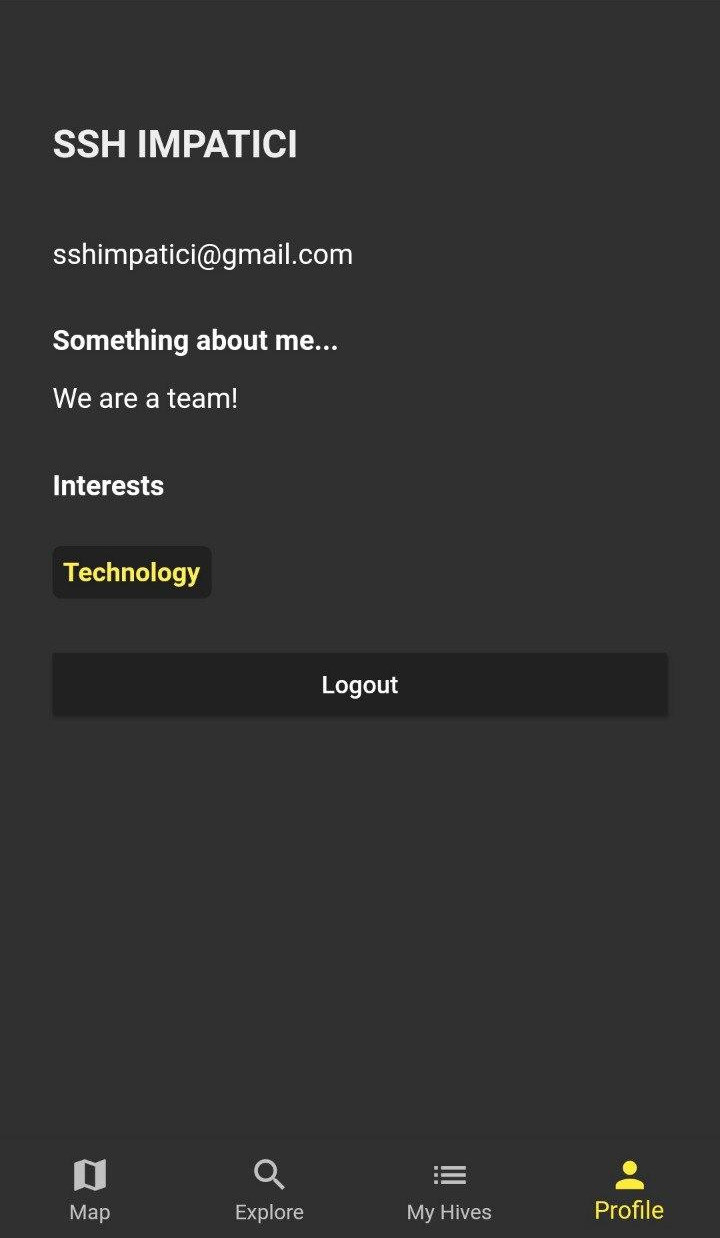 SSH IMPATICI
sshimpatici@gmail.com
Something about me...
We are a team!
Interests
Technology
Logout
Map
Explore
My Hives
Profile